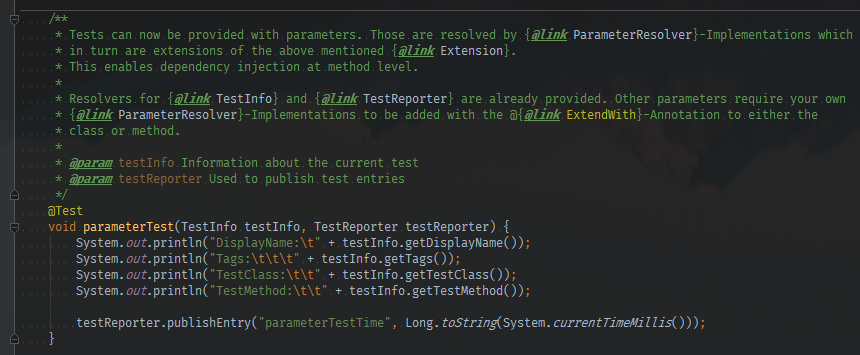 /**
 * Tests can now be provided with parameters. Those are resolved by {@link ParameterResolver}-Implementations which
 * in turn are extensions of the above mentioned {@link Extension}.
 * This enables dependency injection at method level.
 *
 * Resolvers for {@link TestInfo} and {@link TestReporter} are already provided. Other parameters require your own
 * {@link ParameterResolver}-Implementations to be added with the @{@link ExtendWith}-Annotation to either the
 * class or method.
 *
 * @param testInfo Information about the current test
 * @param testReporter Used to publish test entries
 */
@Test
void parameterTest(TestInfo testInfo, TestReporter testReporter) {
    System.out.println("DisplayName:\t" + testInfo.getDisplayName());
    System.out.println("Tags:\t\t\t" + testInfo.getTags());
    System.out.println("TestClass:\t\t" + testInfo.getTestClass());
    System.out.println("TestMethod:\t\t" + testInfo.getTestMethod());

    testReporter.publishEntry("parameterTestTime", Long.toString(System.currentTimeMillis()));
}